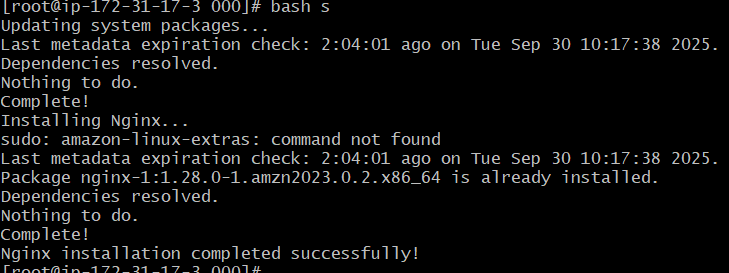 [root@ip-172-31-17-3 000]# bash s
Updating system packages...
Last metadata expiration check: 2:04:01 ago on Tue Sep 30 10:17:38 2025.
Dependencies resolved.
Nothing to do.
Complete!
Installing Nginx...
sudo: amazon-linux-extras: command not found
Last metadata expiration check: 2:04:01 ago on Tue Sep 30 10:17:38 2025.
Package nginx-1:1.28.0-1.amzn2023.0.2.x86_64 is already installed.
Dependencies resolved.
Nothing to do.
Complete!
Nginx installation completed successfully!
[root@ip-172-31-17-3 000]#